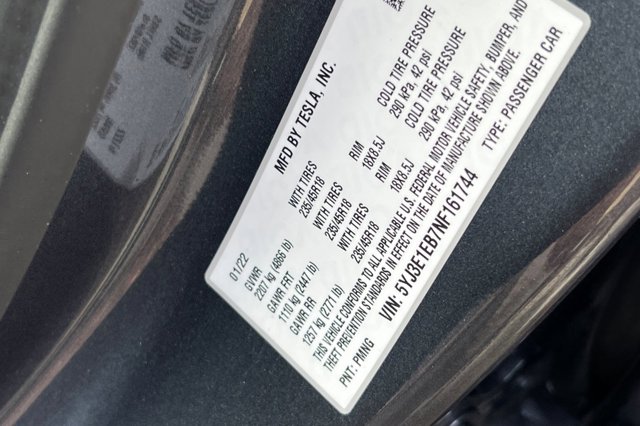 MFD BY TESLA, INC.
01/22
GVWR
2207 kg (4866 lb)
GAWR FRT WITH TIRES RIM COLD TIRE PRESSURE
1110 kg (2447 lb) 235/45R18 18X8.5J 290 kPa, 42 psi
GAWR RR WITH TIRES RIM COLD TIRE PRESSURE
1257 kg (2771 lb) 235/45R18 18X8.5J 290 kPa, 42 psi
THIS VEHICLE CONFORMS TO ALL APPLICABLE U.S. FEDERAL MOTOR VEHICLE SAFETY, BUMPER, AND
THEFT PREVENTION STANDARDS IN EFFECT ON THE DATE OF MANUFACTURE SHOWN ABOVE.
VIN: 5YJ3E1EB7NF161744 TYPE: PASSENGER CAR
PNT: PMNG